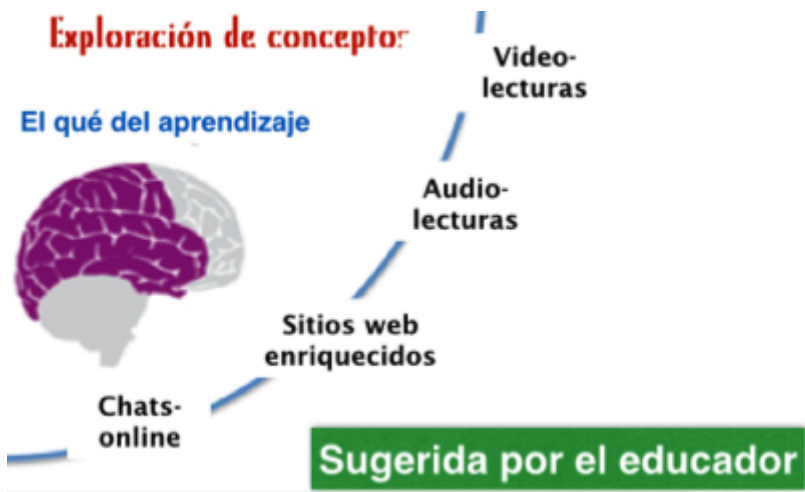 Exploración de conceptos
El qué del aprendizaje
Video-
lecturas
Audio-
lecturas
Sitios web
enriquecidos
Chats-
online
Sugerida por el educador